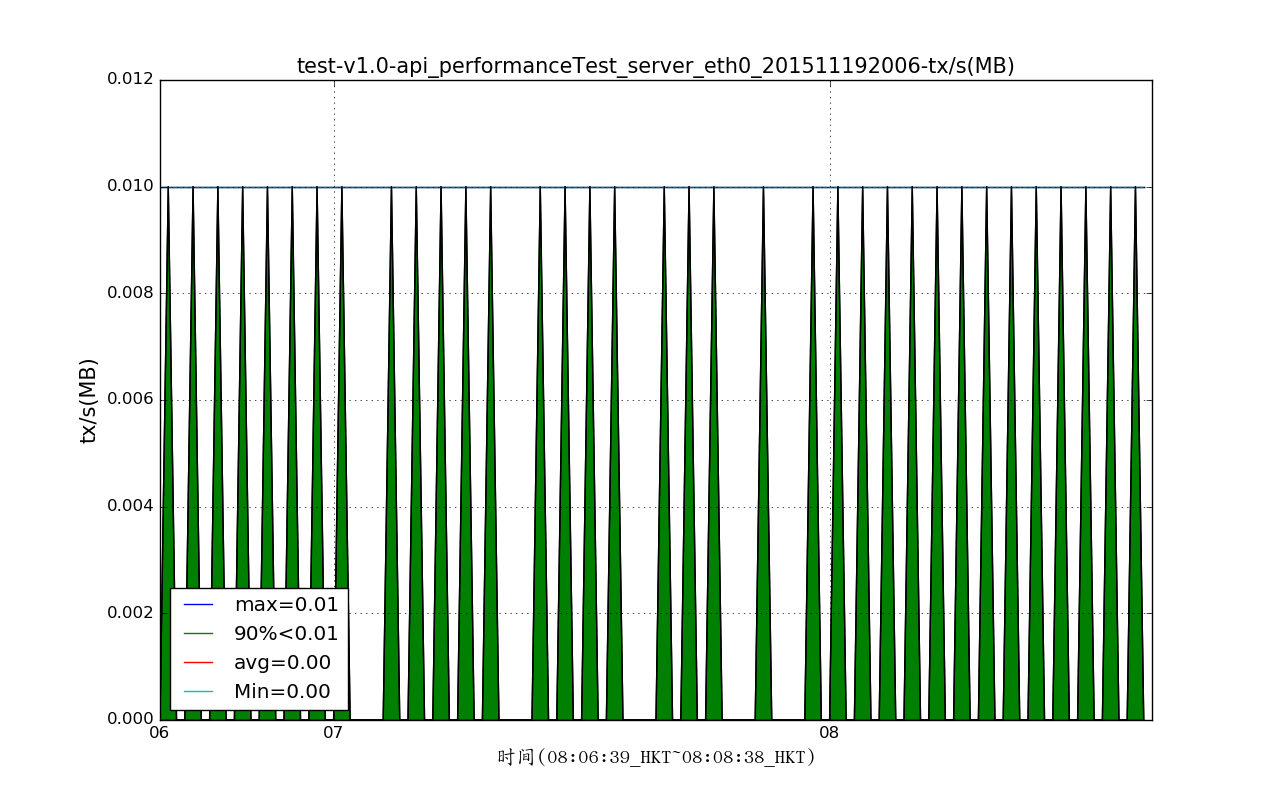 test-v1.0-api_performanceTest_server_eth0_201511192006-tx/s(MB)
0.012
0.010
0.008
0.006
0.004
0.002
0.000
tx/s(MB)
max=0.01
90%<0.01
avg=0.00
Min=0.00
06 07 08
时间(08:06:39_HKT~08:08:38_HKT)